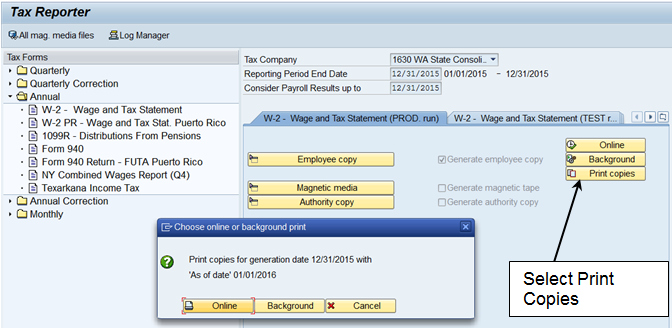 Tax Reporter
All mag. media files Log Manager
Tax Forms
Quarterly
Quarterly Correction
Annual
W-2 - Wage and Tax Statement
W-2 PR - Wage and Tax Stat. Puerto Rico
1099R - Distributions From Pensions
Form 940
Form 940 Return - FUTA Puerto Rico
NY Combined Wages Report (Q4)
Texarkana Income Tax
Annual Correction
Monthly
Tax Company 1630 WA State Consoli..
Reporting Period End Date 12/31/2015 01/01/2015 - 12/31/2015
Consider Payroll Results up to 12/31/2015
W-2 - Wage and Tax Statement (PROD. run) W-2 - Wage and Tax Statement (TEST r...
Online
Employee copy Generate employee copy Background
Print copies
Magnetic media Generate magnetic tape
Authority copy Generate authority copy
Choose online or background print
Print copies for generation date 12/31/2015 with
'As of date' 01/01/2016
Online Background Cancel
Select Print
Copies